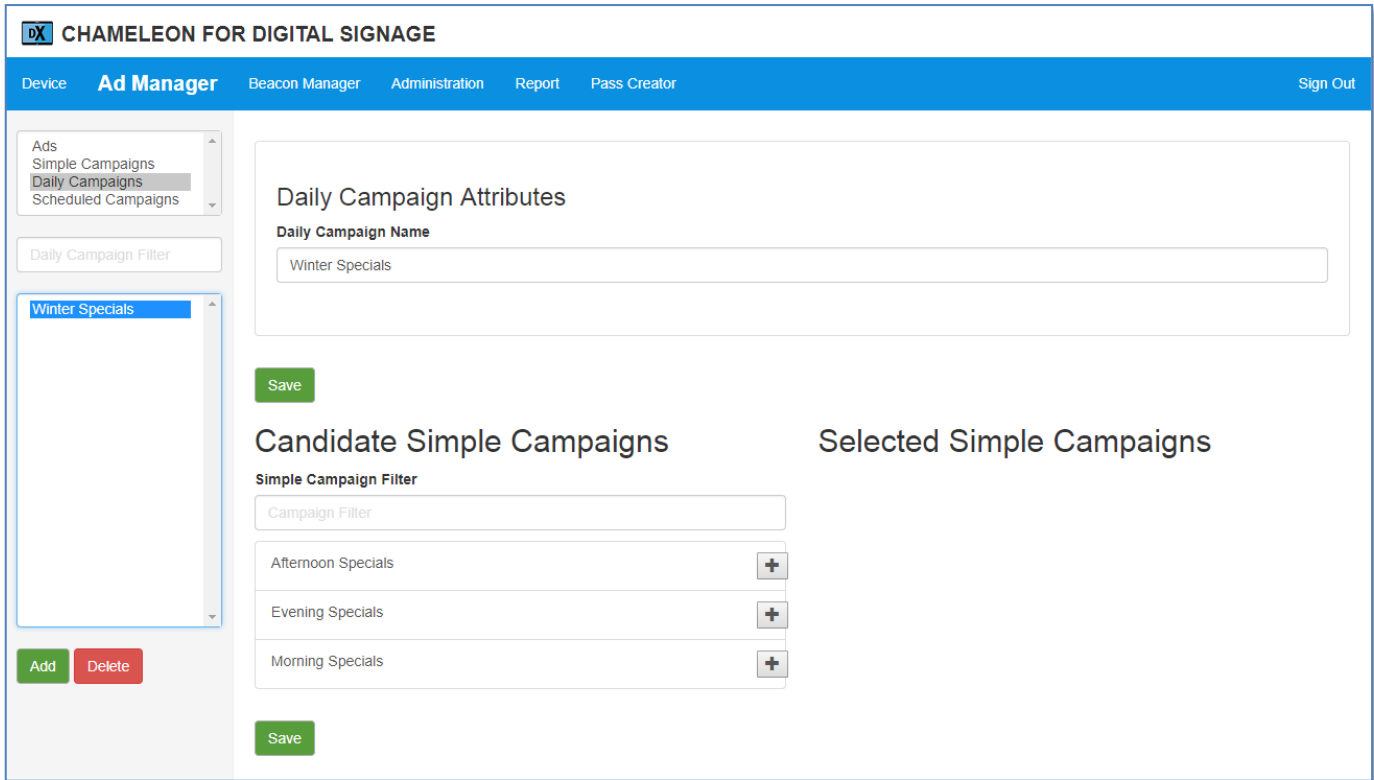 DX CHAMELEON FOR DIGITAL SIGNAGE
Device Ad Manager Beacon Manager Administration Report Pass Creator Sign Out
Ads
Simple Campaigns
Daily Campaigns
Scheduled Campaigns
Daily Campaign Filter
Winter Specials
Add Delete
Daily Campaign Attributes
Daily Campaign Name
Winter Specials
Save
Candidate Simple Campaigns
Simple Campaign Filter
Campaign Filter
Afternoon Specials
Evening Specials
Morning Specials
Save
Selected Simple Campaigns